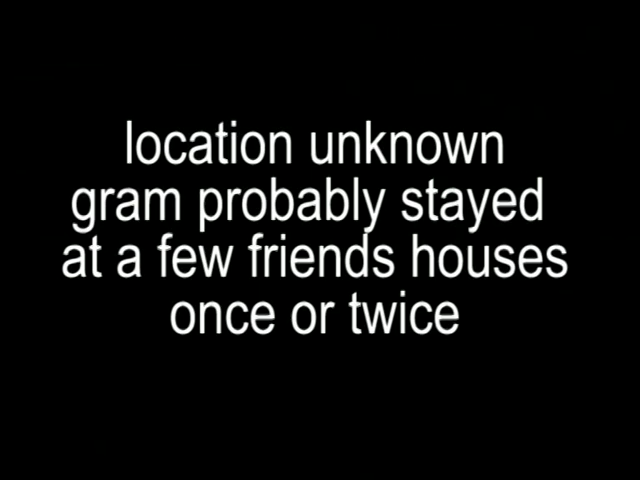 location unknown
gram probably stayed
at a few friends houses
once or twice